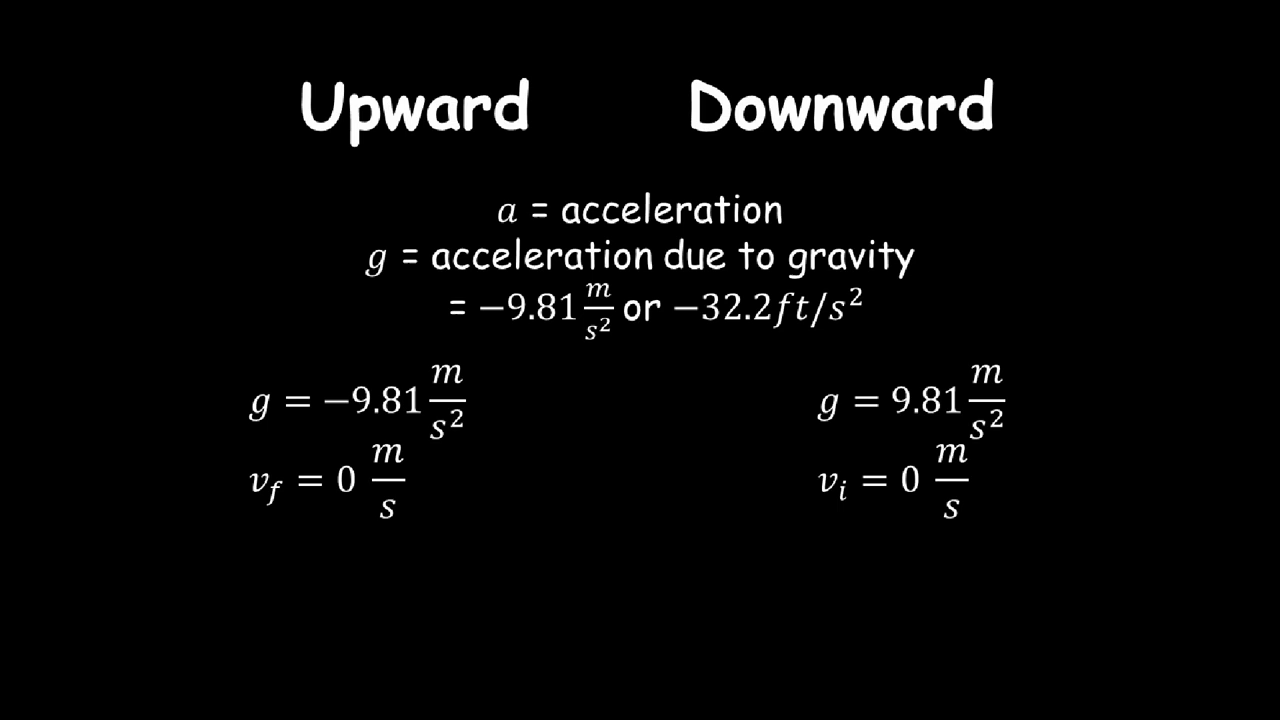 Upward Downward
a = acceleration
g = acceleration due to gravity
= −9.81 m/s² or −32.2ft/s²
g = −9.81 m/s² g = 9.81 m/s²
v_f = 0 m/s v_i = 0 m/s